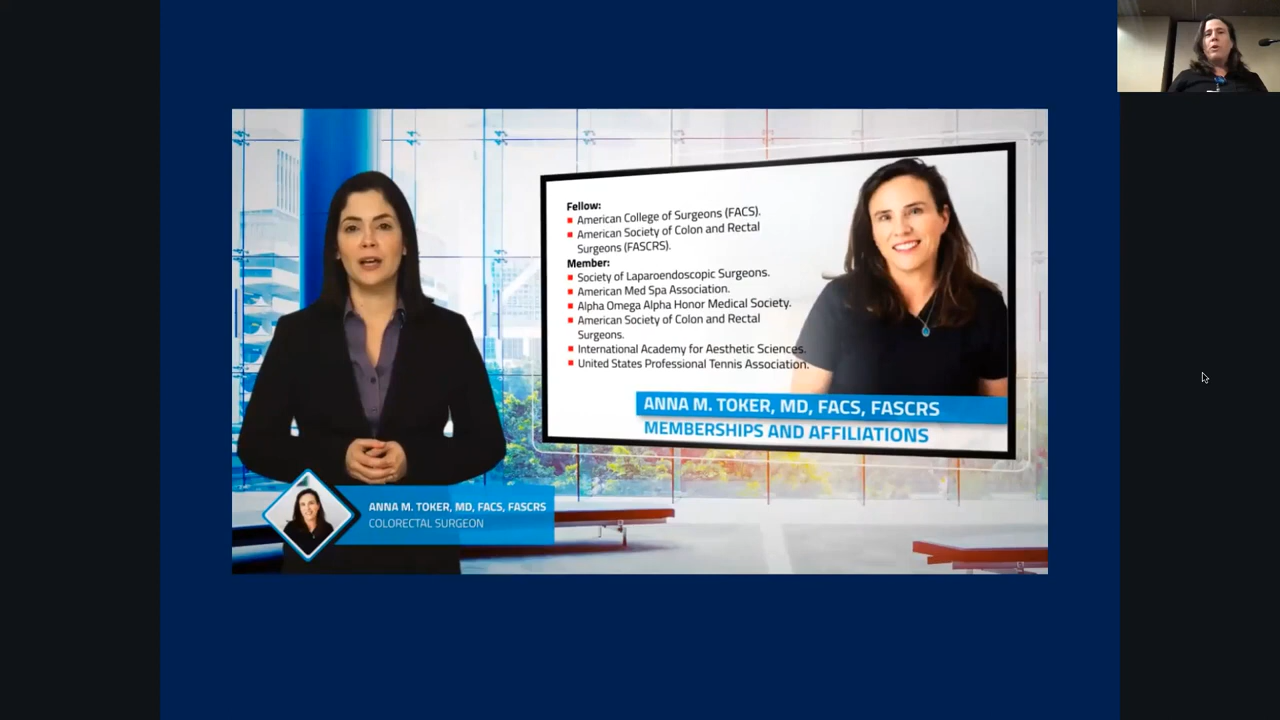 Fellow:
American College of Surgeons (FACS).
American Society of Colon and Rectal
Surgeons (FASCRS).
Member:
Society of Laparoendoscopic Surgeons.
American Med Spa Association.
Alpha Omega Alpha Honor Medical Society.
American Society of Colon and Rectal
Surgeons.
International Academy for Aesthetic Sciences.
United States Professional Tennis Association.
ANNA M. TOKER, MD, FACS, FASCRS
MEMBERSHIPS AND AFFILIATIONS
ANNA M. TOKER, MD, FACS, FASCRS
COLORECTAL SURGEON